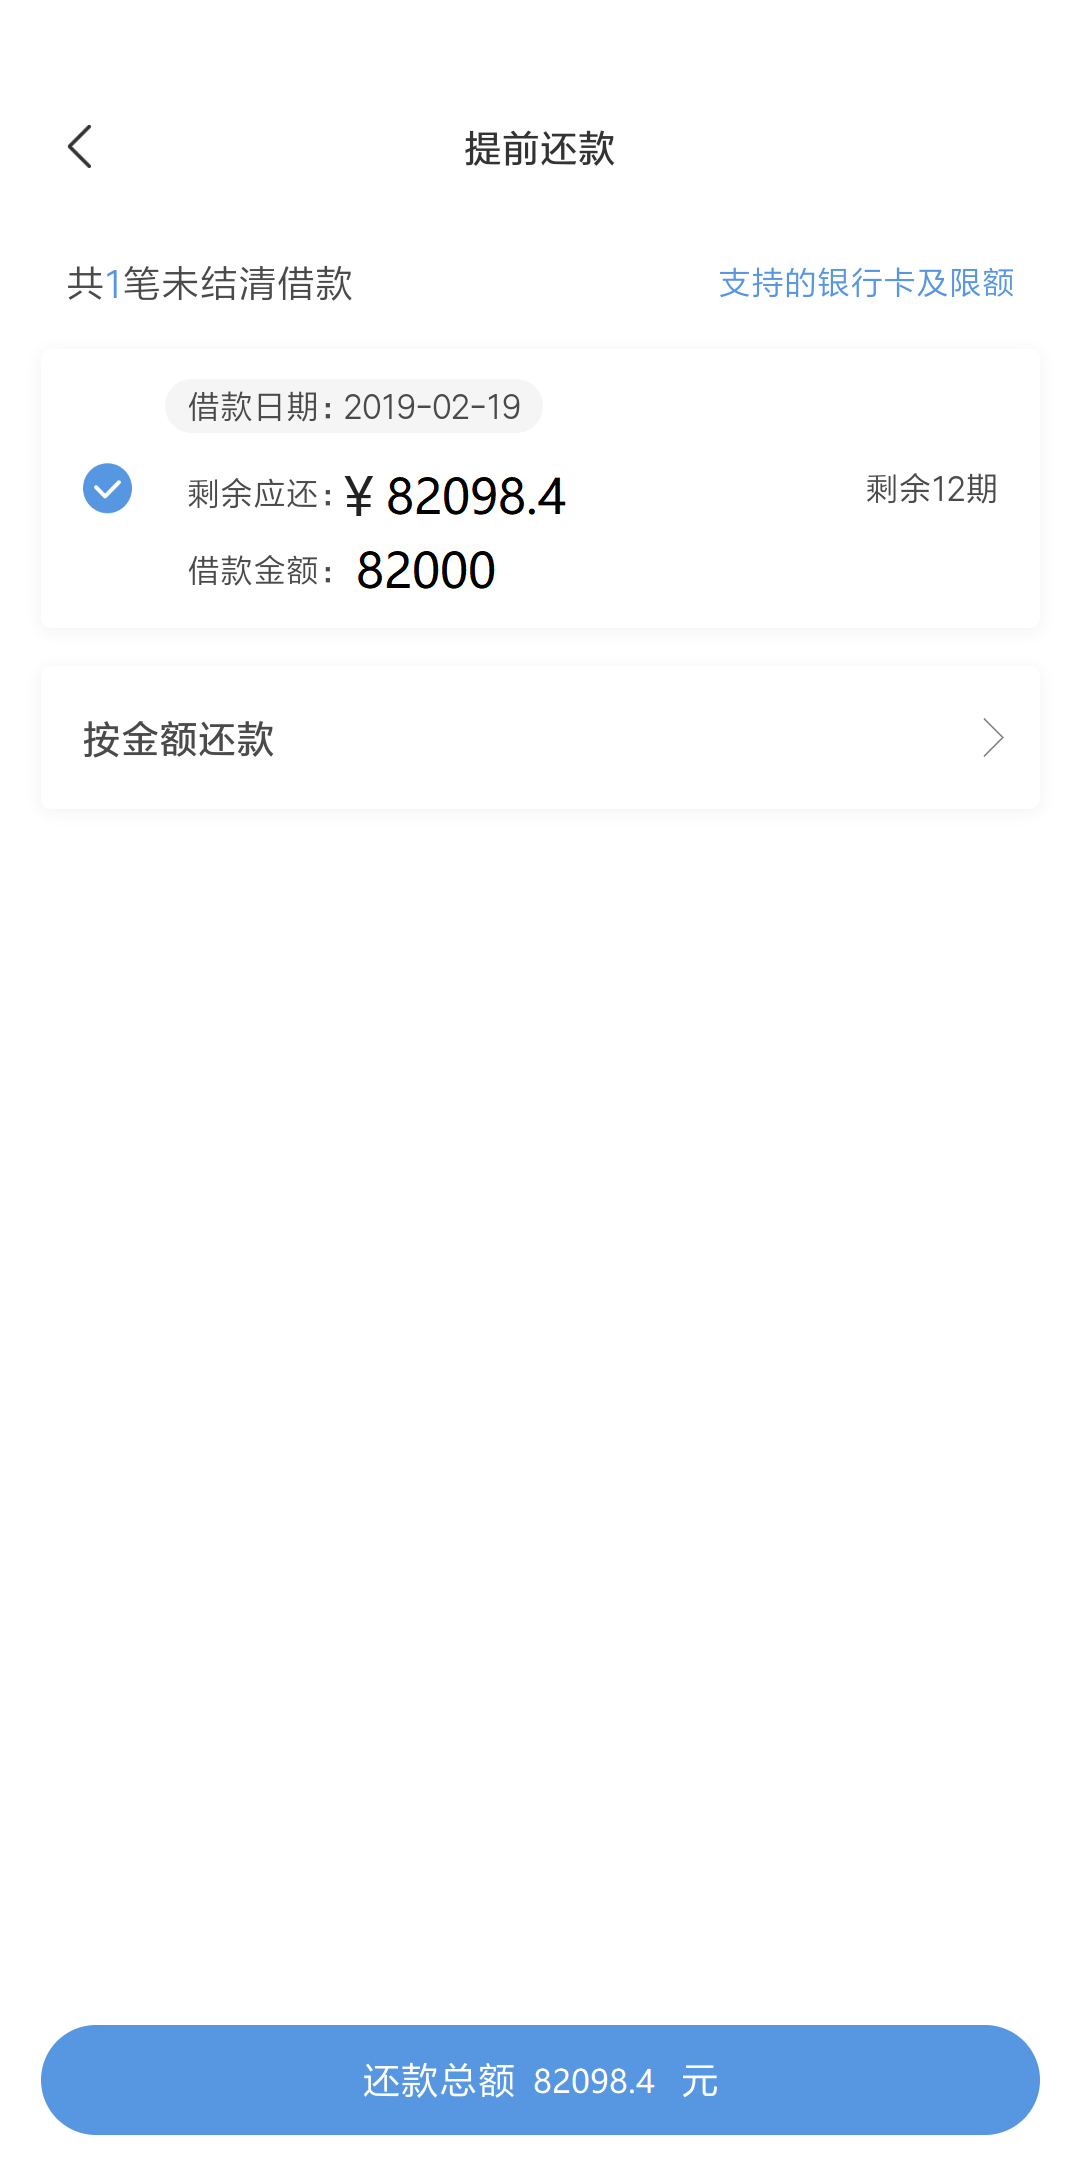 提前还款
共1笔未结清借款 支持的银行卡及限额
借款日期：2019-02-19
剩余应还：¥ 82098.4 剩余12期
借款金额： 82000
按金额还款
还款总额 82098.4 元